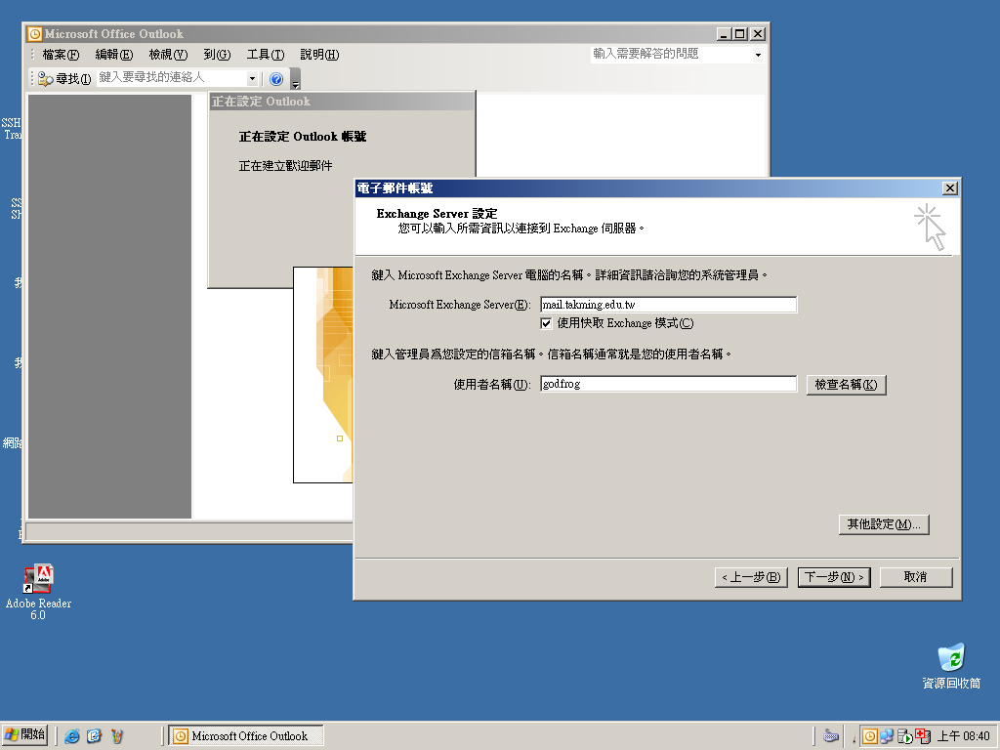 Microsoft Office Outlook
檔案(F) 編輯(E) 檢視(V) 到(G) 工具(T) 說明(H) 輸入需要解答的問題
尋找(I) 鍵入要尋找的連絡人
正在設定 Outlook
正在設定 Outlook 帳號
正在建立歡迎郵件
電子郵件帳號
Exchange Server 設定
您可以輸入所需資訊以連接到 Exchange 伺服器。
鍵入 Microsoft Exchange Server 電腦的名稱。詳細資訊請洽詢您的系統管理員。
Microsoft Exchange Server(E): mail.takming.edu.tw
使用快取 Exchange 模式(C)
鍵入管理員為您設定的信箱名稱。信箱名稱通常就是您的使用者名稱。
使用者名稱(U): godfrog 檢查名稱(K)
其他設定(M)...
< 上一步(B) 下一步(N) > 取消
SSH
Tra
SS
SH
我
我
網路
Adobe Reader
6.0
資源回收筒
開始 Microsoft Office Outlook 上午 08:40